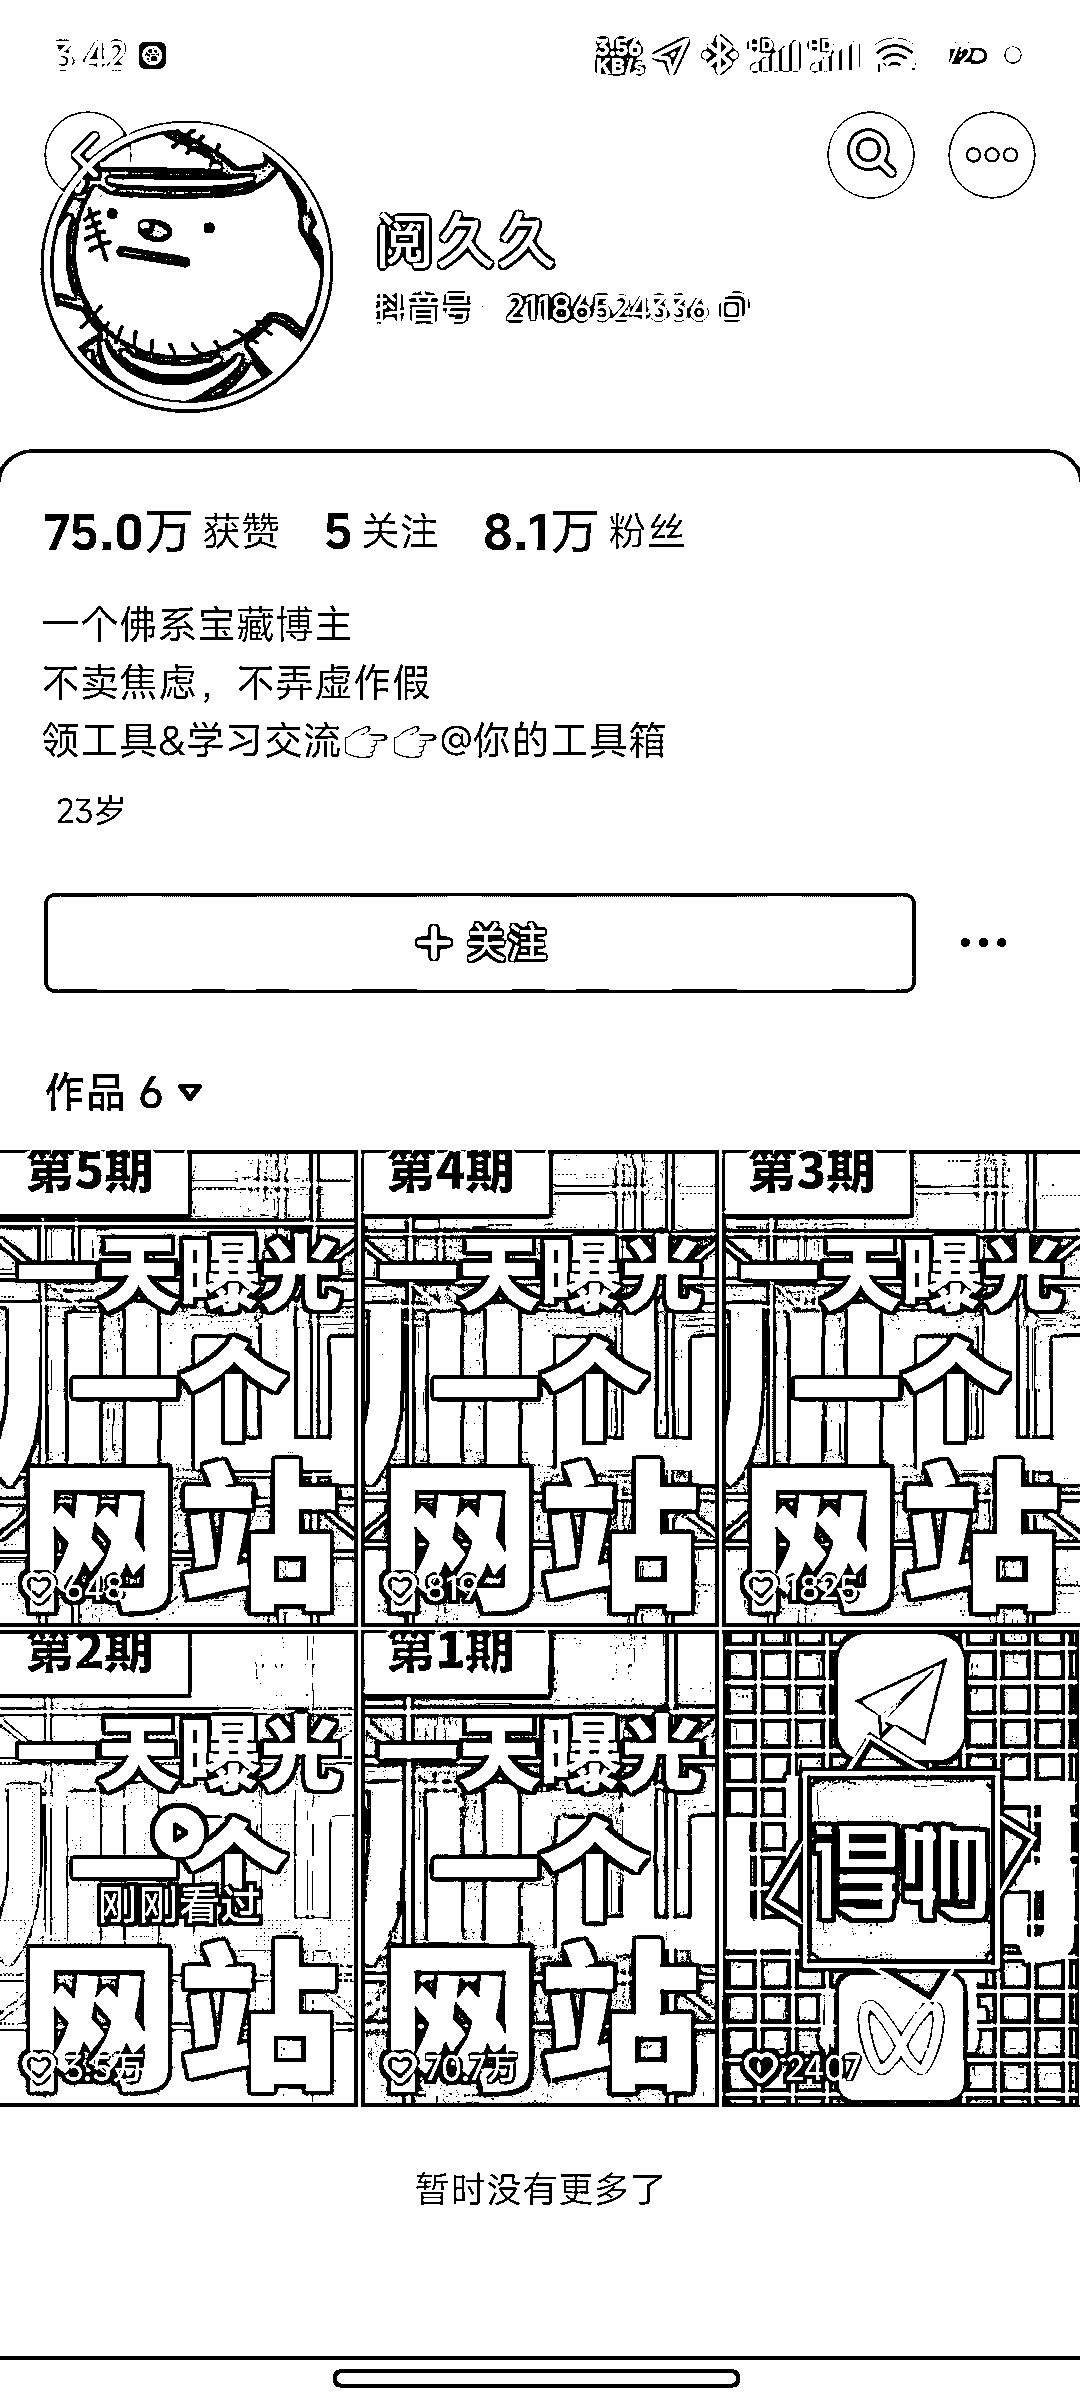 3:42
3.56 KB/s
阅久久
抖音号：21186524336
75.0万 获赞 5 关注 8.1万 粉丝
一个佛系宝藏博主
不卖焦虑，不弄虚作假
领工具&学习交流👉👉@你的工具箱
23岁
+ 关注
作品 6
第5期
一天曝光
一个
网站
648
第4期
一天曝光
一个
网站
819
第3期
一天曝光
一个
网站
1825
第2期
一天曝光
一个
刚刚看过
网站
3.5万
第1期
一天曝光
一个
网站
70.7万
得物
2407
暂时没有更多了